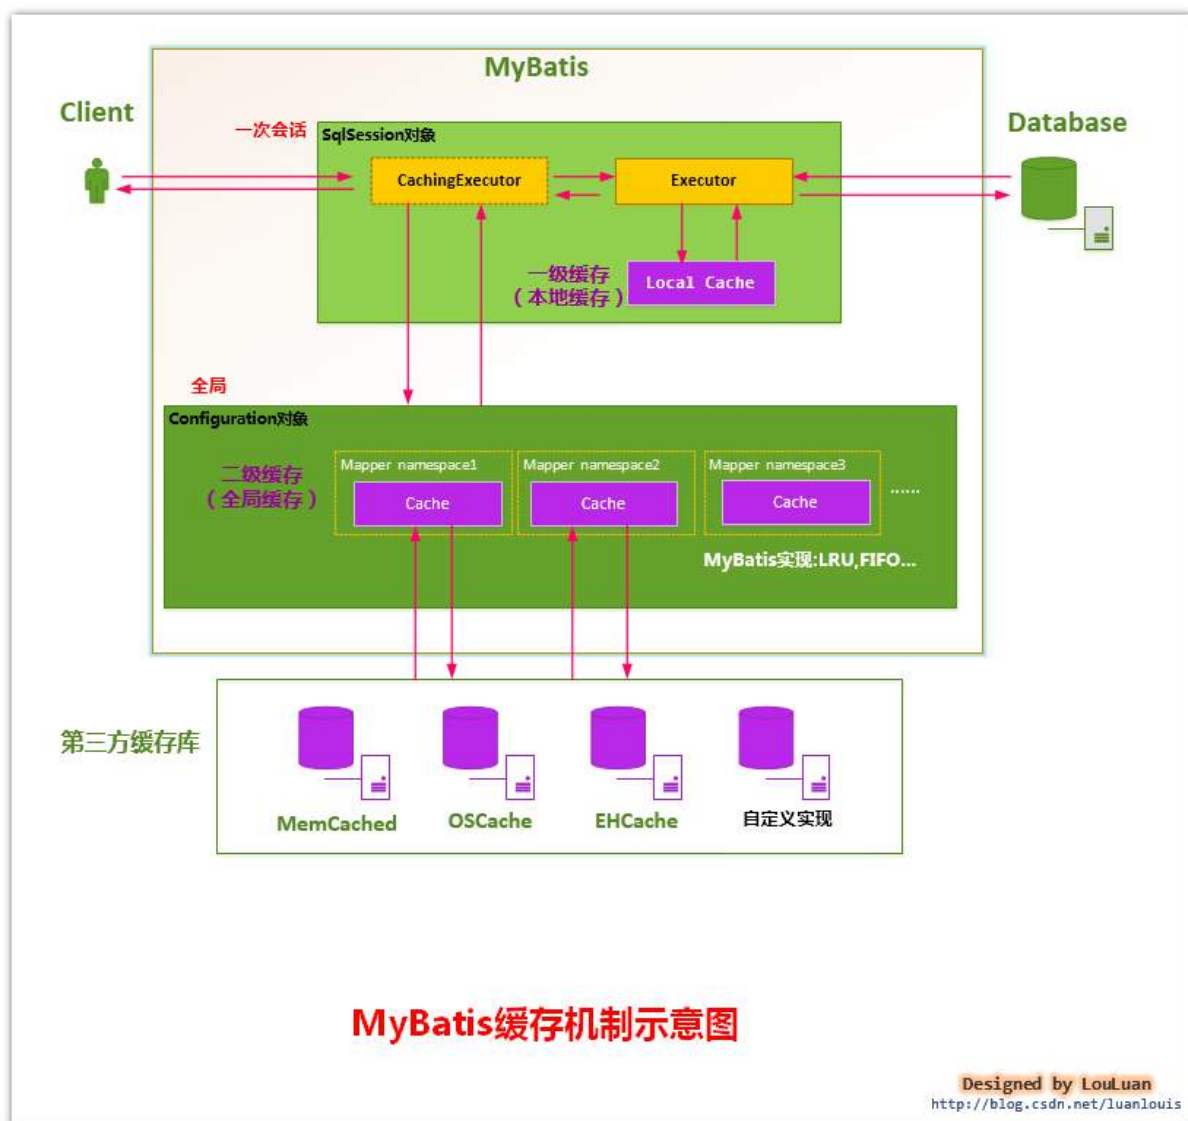 MyBatis
Client
Database
一次会话
SqlSession对象
CachingExecutor
Executor
一级缓存
（本地缓存）
Local Cache
全局
Configuration对象
二级缓存
（全局缓存）
Mapper namespace1
Cache
Mapper namespace2
Cache
Mapper namespace3
Cache
......
MyBatis实现:LRU,FIFO...
第三方缓存库
MemCached
OSCache
EHCache
自定义实现
MyBatis缓存机制示意图
Designed by LouLuan
http://blog.csdn.net/luanlouis